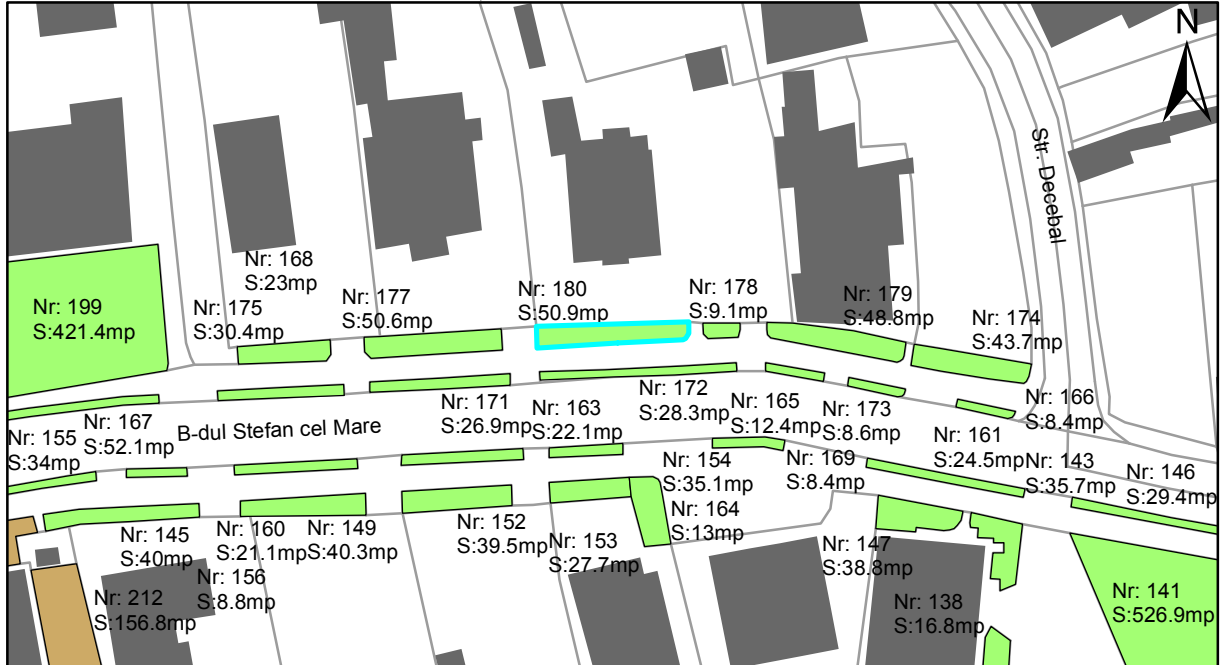 N
Str. Decebal
Nr: 168
S:23mp
Nr: 199
S:421.4mp
Nr: 175
S:30.4mp
Nr: 177
S:50.6mp
Nr: 180
S:50.9mp
Nr: 178
S:9.1mp
Nr: 179
S:48.8mp
Nr: 174
S:43.7mp
Nr: 155
S:34mp
Nr: 167
S:52.1mp
B-dul Stefan cel Mare
Nr: 171
S:26.9mp
Nr: 163
S:22.1mp
Nr: 172
S:28.3mp
Nr: 165
S:12.4mp
Nr: 173
S:8.6mp
Nr: 166
S:8.4mp
Nr: 161
S:24.5mp
Nr: 143
S:35.7mp
Nr: 146
S:29.4mp
Nr: 154
S:35.1mp
Nr: 169
S:8.4mp
Nr: 164
S:13mp
Nr: 145
S:40mp
Nr: 160
S:21.1mp
Nr: 149
S:40.3mp
Nr: 152
S:39.5mp
Nr: 153
S:27.7mp
Nr: 147
S:38.8mp
Nr: 156
S:8.8mp
Nr: 212
S:156.8mp
Nr: 138
S:16.8mp
Nr: 141
S:526.9mp